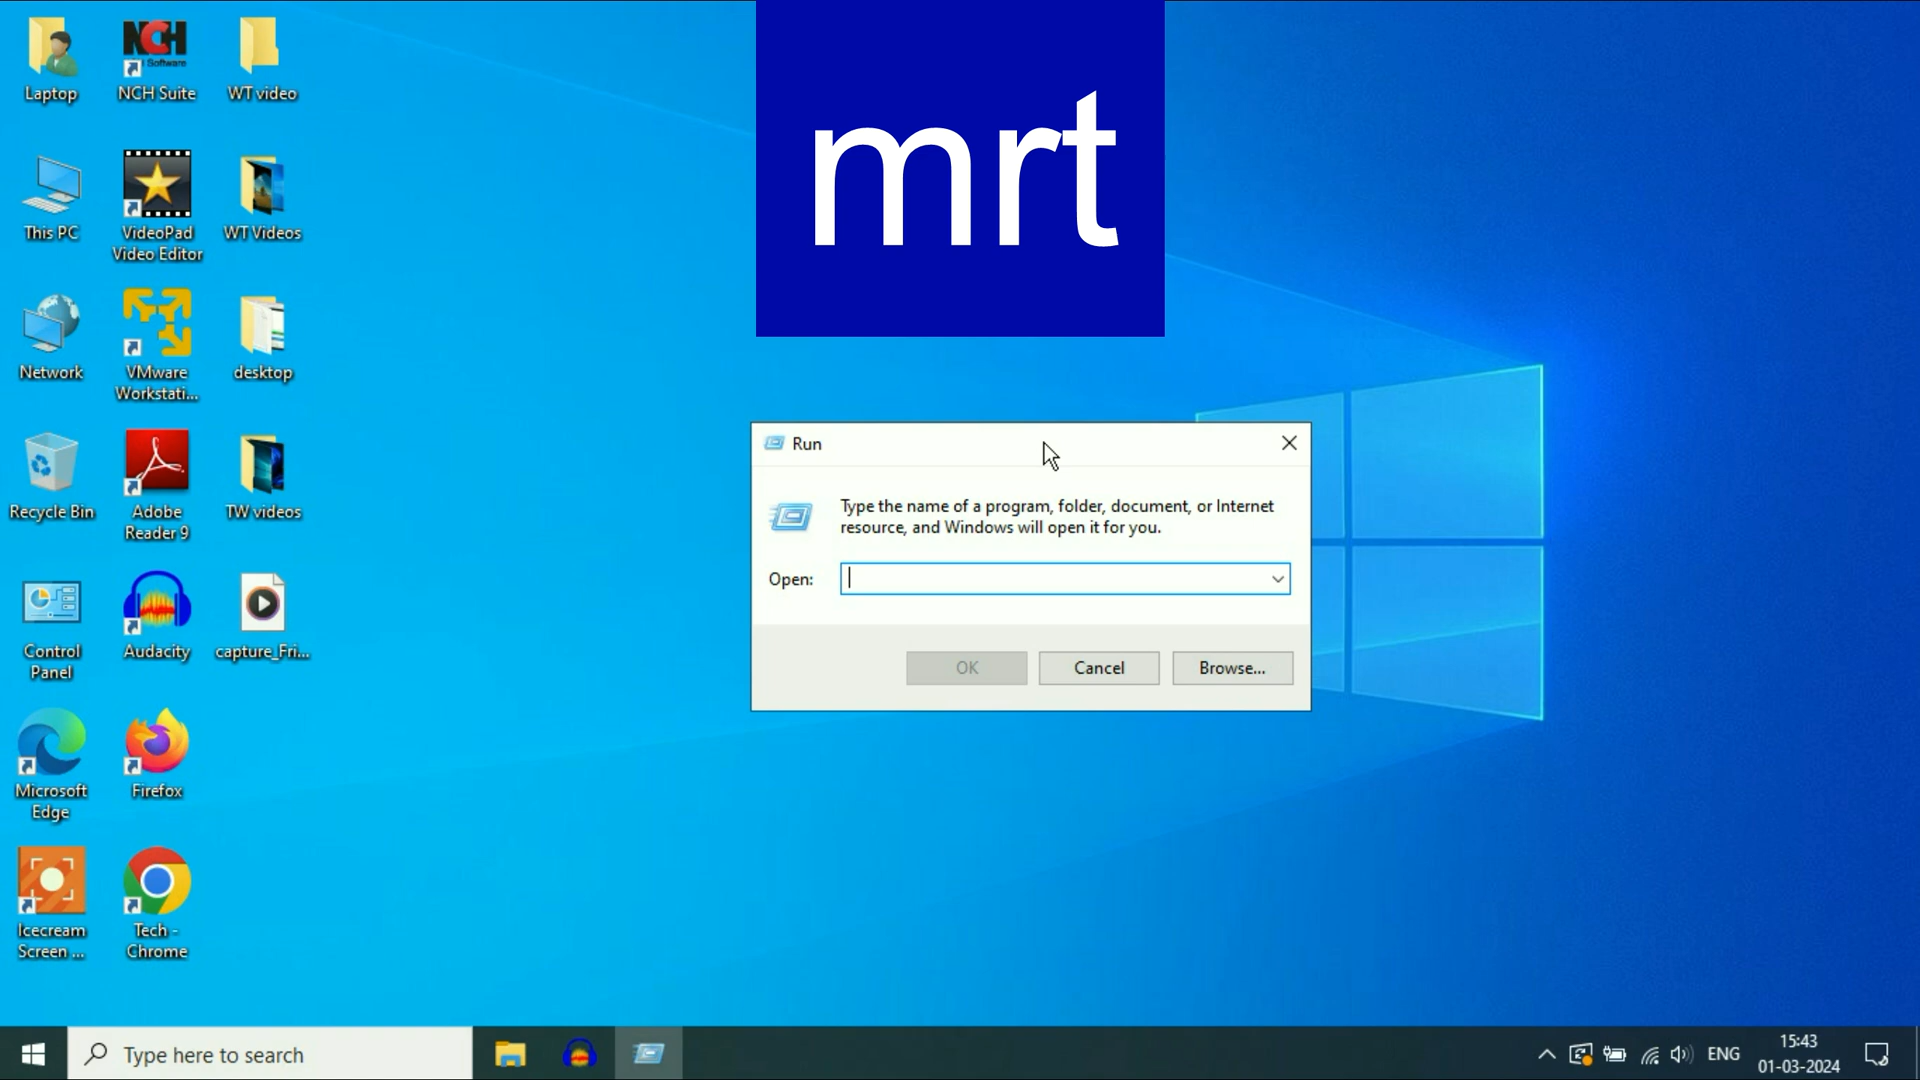 Laptop
NCH
Software
NCH Suite
WT video
mrt
This PC
VideoPad
Video Editor
WT Videos
Network
VMware
Workstati...
desktop
Recycle Bin
Adobe
Reader 9
TW videos
Run
Type the name of a program, folder, document, or Internet
resource, and Windows will open it for you.
Open:
OK
Cancel
Browse...
Control
Panel
Audacity
capture_Fri...
Microsoft
Edge
Firefox
Icecream
Screen ...
Tech -
Chrome
Type here to search
ENG
15:43
01-03-2024